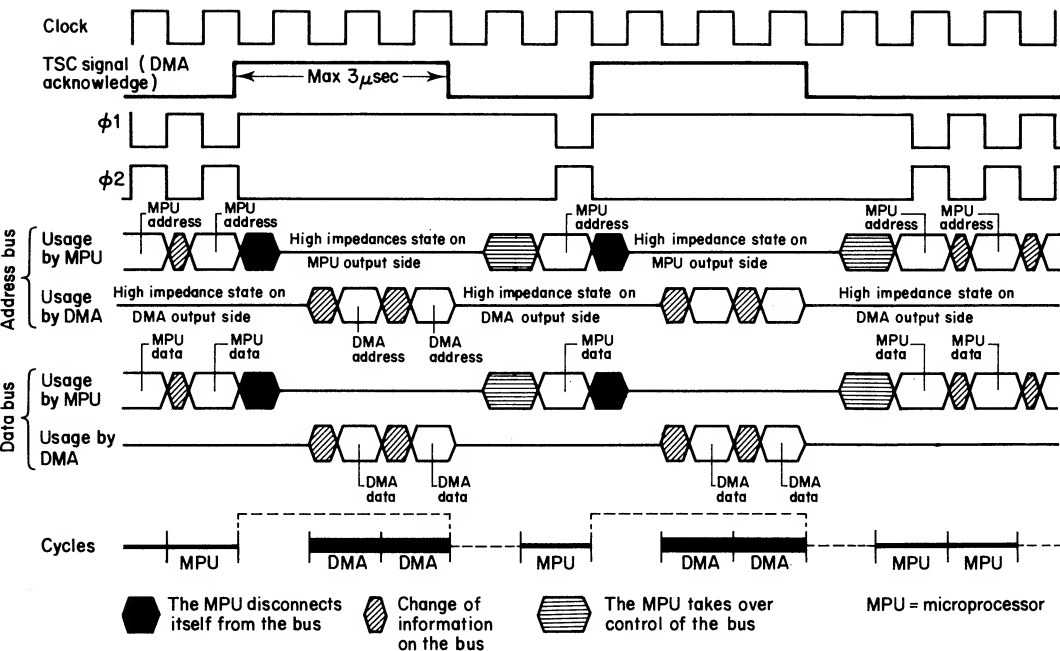 Clock
TSC signal (DMA
acknowledge)
Max 3μsec
ϕ1
ϕ2
MPU
address
MPU
address
MPU
address
MPU
address
MPU
address
Address bus
Usage
by MPU
High impedances state on
MPU output side
High impedance state on
MPU output side
Usage
by DMA
High impedance state on
DMA output side
High impedance state on
DMA output side
High impedance state on
DMA output side
DMA
address
DMA
address
MPU
data
MPU
data
MPU
data
MPU
data
MPU
data
Data bus
Usage
by MPU
Usage by
DMA
DMA
data
DMA
data
DMA
data
DMA
data
Cycles
MPU
DMA
DMA
MPU
DMA
DMA
MPU
MPU
The MPU disconnects
itself from the bus
Change of
information
on the bus
The MPU takes over
control of the bus
MPU = microprocessor